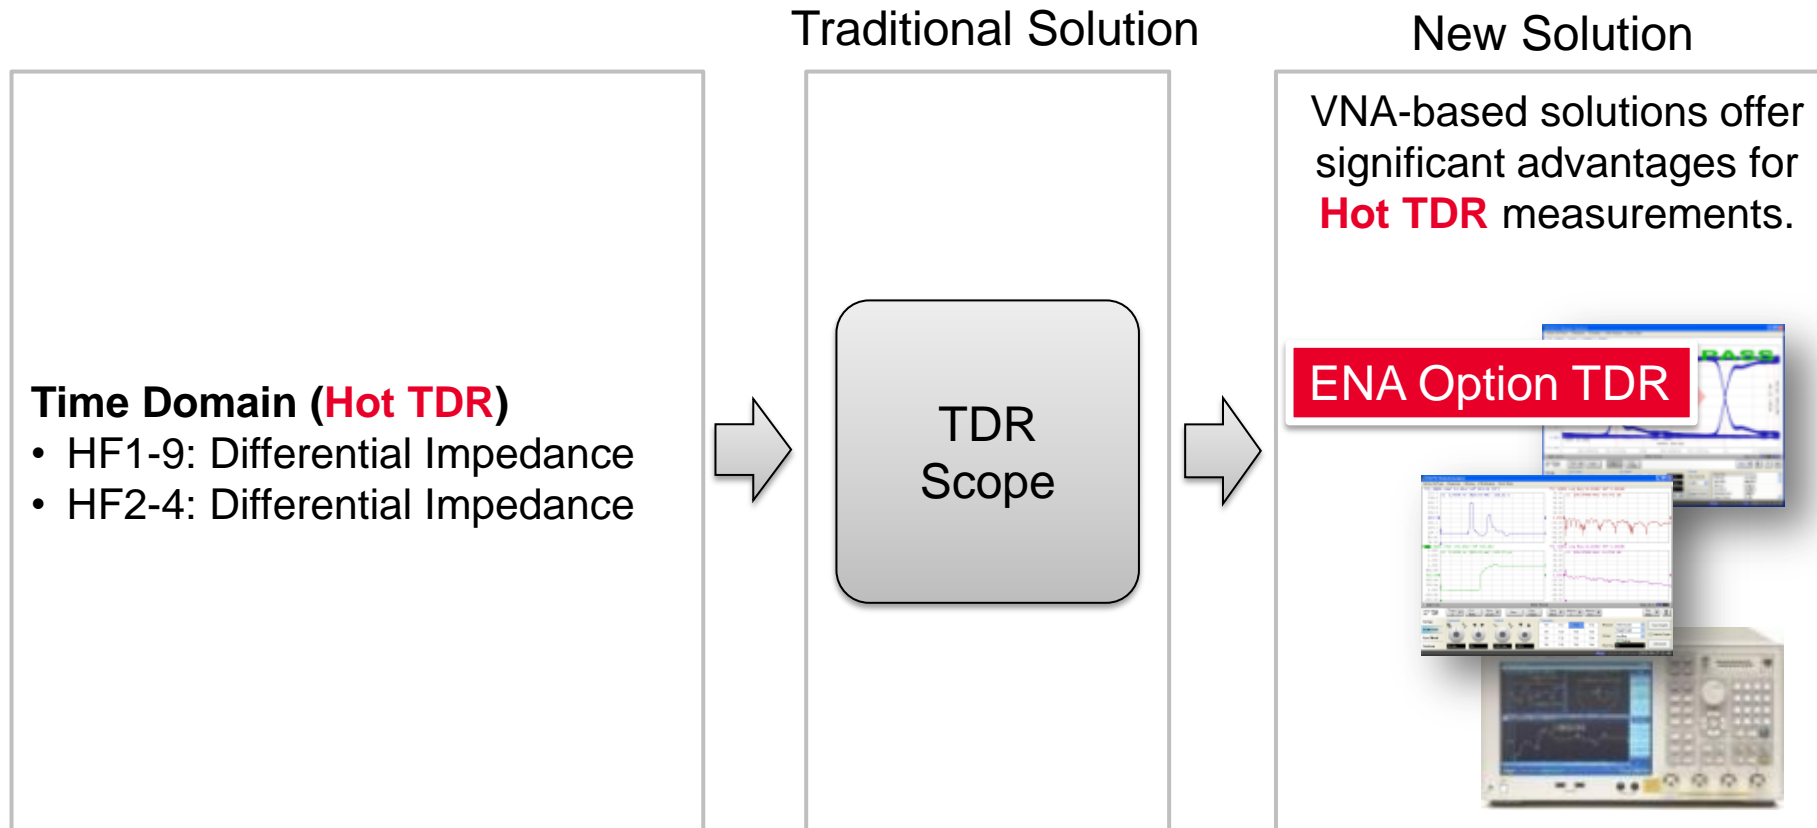 Traditional Solution
New Solution
Time Domain (Hot TDR)
• HF1-9: Differential Impedance
• HF2-4: Differential Impedance
TDR
Scope
VNA-based solutions offer
significant advantages for
Hot TDR measurements.
ENA Option TDR
PASS